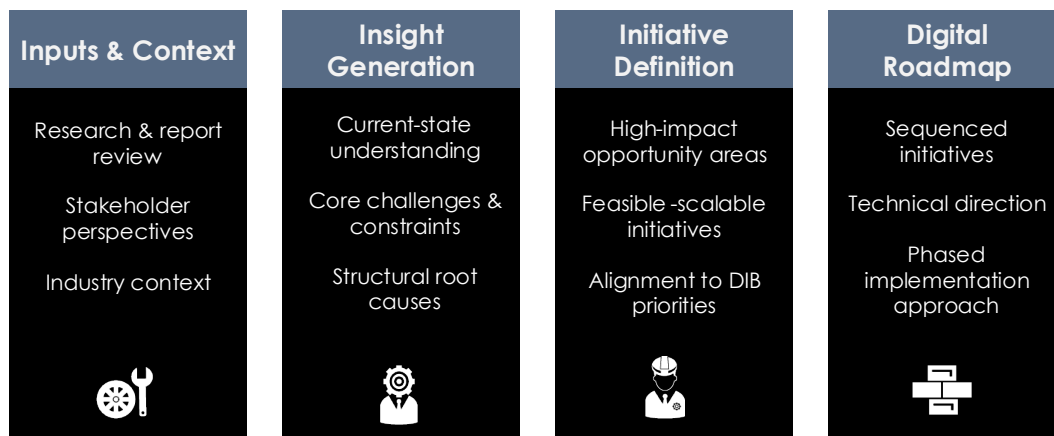 Inputs & Context
Research & report
review
Stakeholder
perspectives
Industry context
Insight
Generation
Current-state
understanding
Core challenges &
constraints
Structural root
causes
Initiative
Definition
High-impact
opportunity areas
Feasible -scalable
initiatives
Alignment to DIB
priorities
Digital
Roadmap
Sequenced
initiatives
Technical direction
Phased
implementation
approach